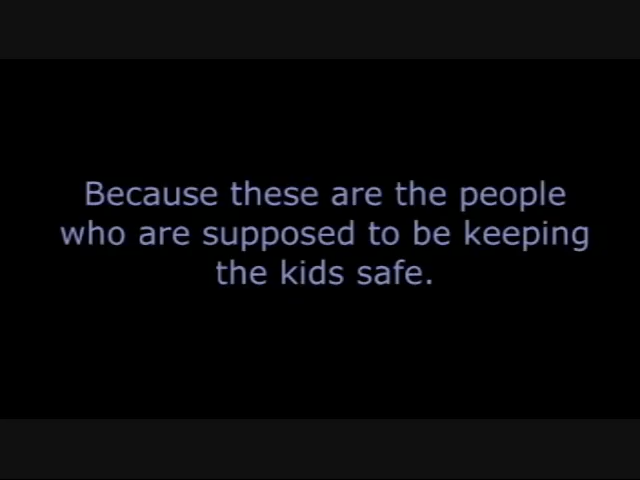 Because these are the people
who are supposed to be keeping
the kids safe.